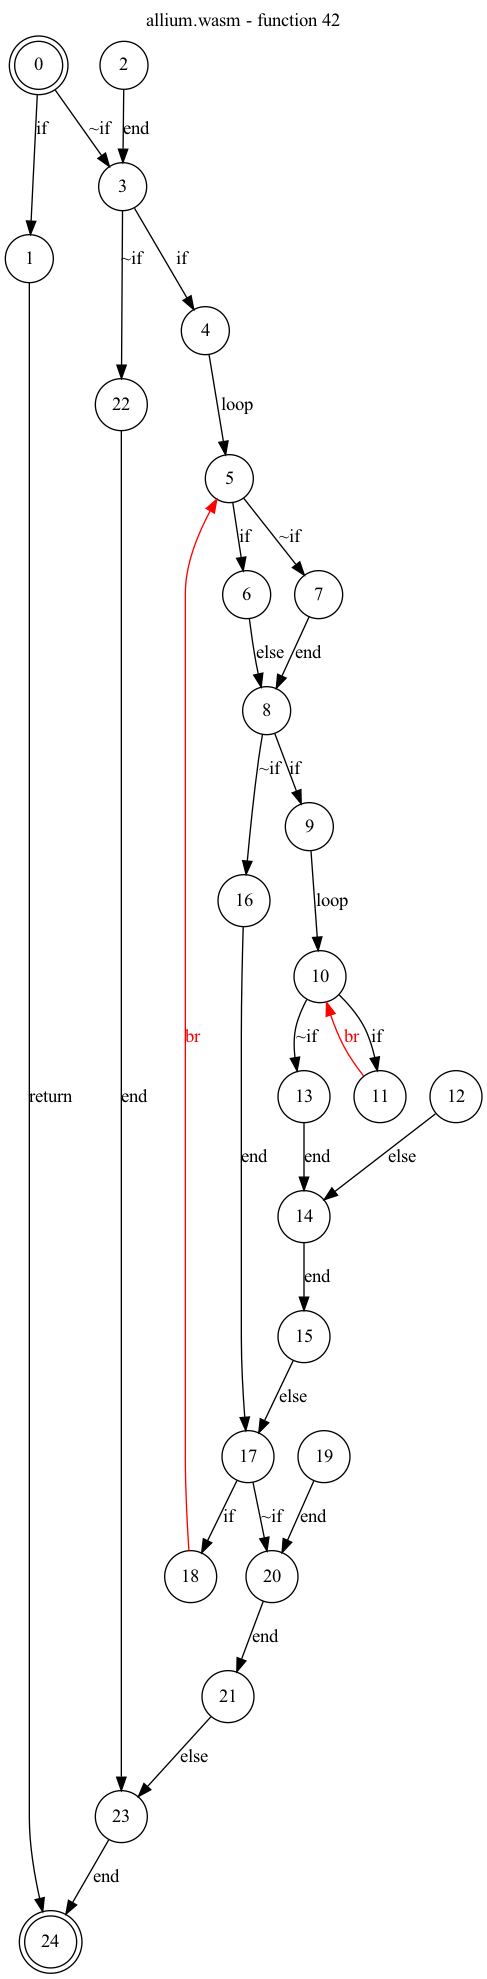 allium.wasm - function 42
0
2
if
~if
end
3
1
~if
if
4
22
loop
5
if
~if
6
7
else
end
8
~if
if
9
16
loop
10
br
~if
br
if
13
11
12
return
end
end
end
else
14
end
15
else
17
19
if
~if
end
18
20
end
21
else
23
end
24